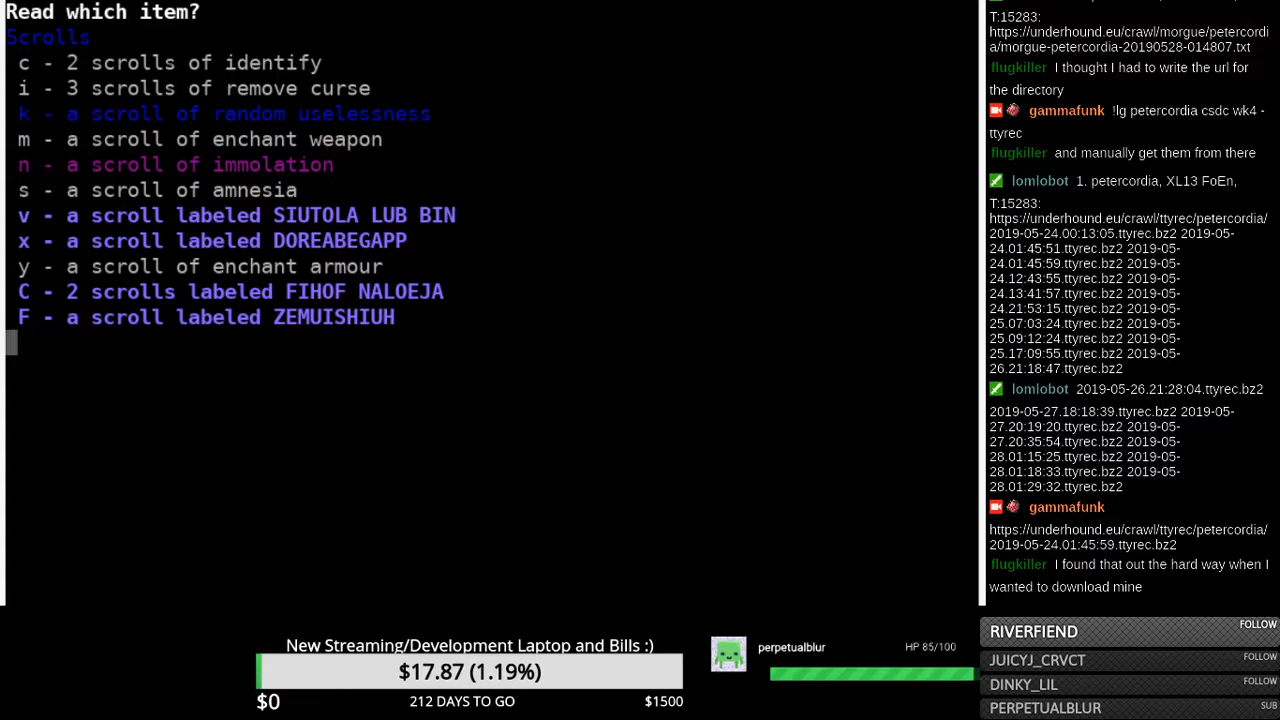 Read which item?
Scrolls
c - 2 scrolls of identify
i - 3 scrolls of remove curse
k - a scroll of random uselessness
m - a scroll of enchant weapon
n - a scroll of immolation
s - a scroll of amnesia
v - a scroll labeled SIUTOLA LUB BIN
x - a scroll labeled DOREABEGAPP
y - a scroll of enchant armour
C - 2 scrolls labeled FIHOF NALOEJA
F - a scroll labeled ZEMUISHIUH
T:15283:
https://underhound.eu/crawl/morgue/petercordi
a/morgue-petercordia-20190528-014807.txt
flugkiller I thought I had to write the url for
the directory
gammafunk !lg petercordia csdc wk4 -
ttyrec
flugkiller and manually get them from there
lomlobot 1. petercordia, XL13 FoEn,
T:15283:
https://underhound.eu/crawl/ttyrec/petercordia/
2019-05-24.00:13:05.ttyrec.bz2 2019-05-
24.01:45:51.ttyrec.bz2 2019-05-
24.01:45:59.ttyrec.bz2 2019-05-
24.12:43:55.ttyrec.bz2 2019-05-
24.13:41:57.ttyrec.bz2 2019-05-
24.21:53:15.ttyrec.bz2 2019-05-
25.07:03:24.ttyrec.bz2 2019-05-
25.09:12:24.ttyrec.bz2 2019-05-
25.17:09:55.ttyrec.bz2 2019-05-
26.21:18:47.ttyrec.bz2
lomlobot 2019-05-26.21:28:04.ttyrec.bz2
2019-05-27.18:18:39.ttyrec.bz2 2019-05-
27.20:19:20.ttyrec.bz2 2019-05-
27.20:35:54.ttyrec.bz2 2019-05-
28.01:15:25.ttyrec.bz2 2019-05-
28.01:18:33.ttyrec.bz2 2019-05-
28.01:29:32.ttyrec.bz2
gammafunk
https://underhound.eu/crawl/ttyrec/petercordia/
2019-05-24.01:45:59.ttyrec.bz2
flugkiller I found that out the hard way when I
wanted to download mine
New Streaming/Development Laptop and Bills :)
$17.87 (1.19%)
$0 212 DAYS TO GO $1500
perpetualblur HP 85/100
RIVERFIEND FOLLOW
JUICYJ_CRVCT FOLLOW
DINKY_LIL FOLLOW
PERPETUALBLUR SUB